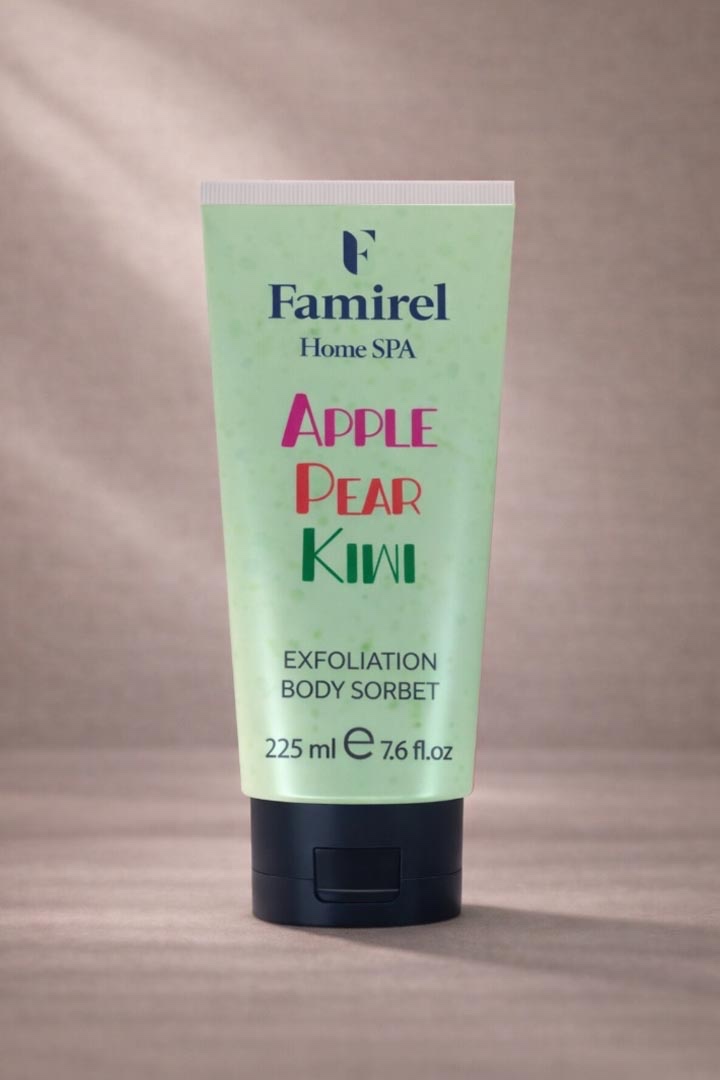 F
Famirel
Home SPA
APPLE
PEAR
KIWI
EXFOLIATION
BODY SORBET
225 ml e 7.6 fl.oz